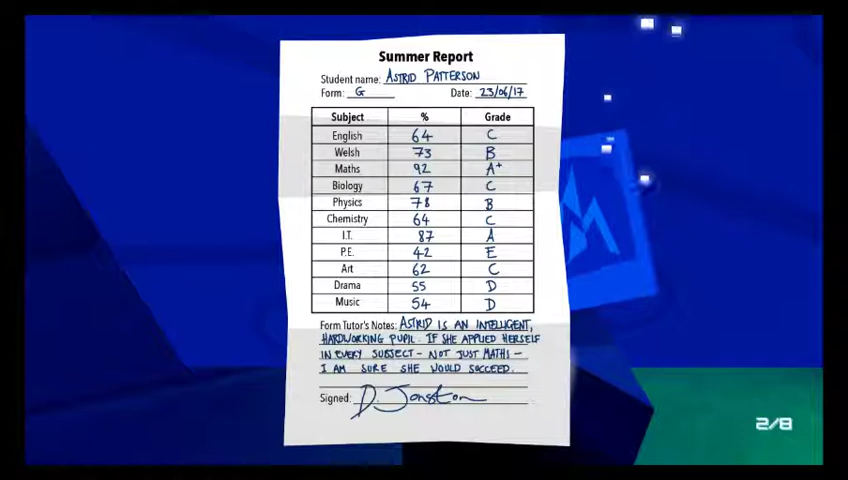 Summer Report
Student name: ASTRID PATTERSON
Form: G Date: 23/06/17
Subject % Grade
English 64 C
Welsh 73 B
Maths 92 A+
Biology 67 C
Physics 78 B
Chemistry 64 C
I.T. 87 A
P.E. 42 E
Art 62 C
Drama 55 D
Music 54 D
Form Tutor's Notes: ASTRID IS AN INTELLIGENT,
HARDWORKING PUPIL. IF SHE APPLIED HERSELF
IN EVERY SUBJECT - NOT JUST MATHS -
I AM SURE SHE WOULD SUCCEED.
Signed: D. Jonston
2/8